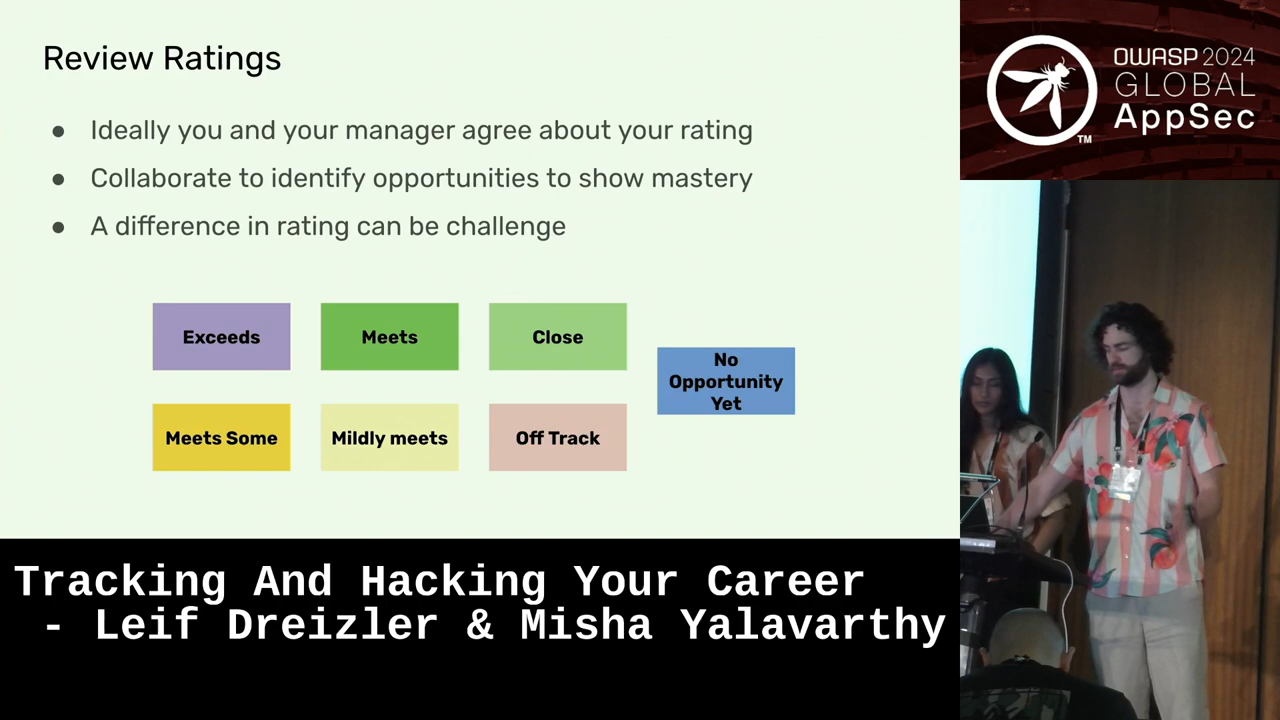 Review Ratings
● Ideally you and your manager agree about your rating
● Collaborate to identify opportunities to show mastery
● A difference in rating can be challenge
Exceeds
Meets
Close
No
Opportunity
Yet
Meets Some
Mildly meets
Off Track
Tracking And Hacking Your Career
- Leif Dreizler & Misha Yalavarthy
OWASP 2024
GLOBAL
AppSec
TM